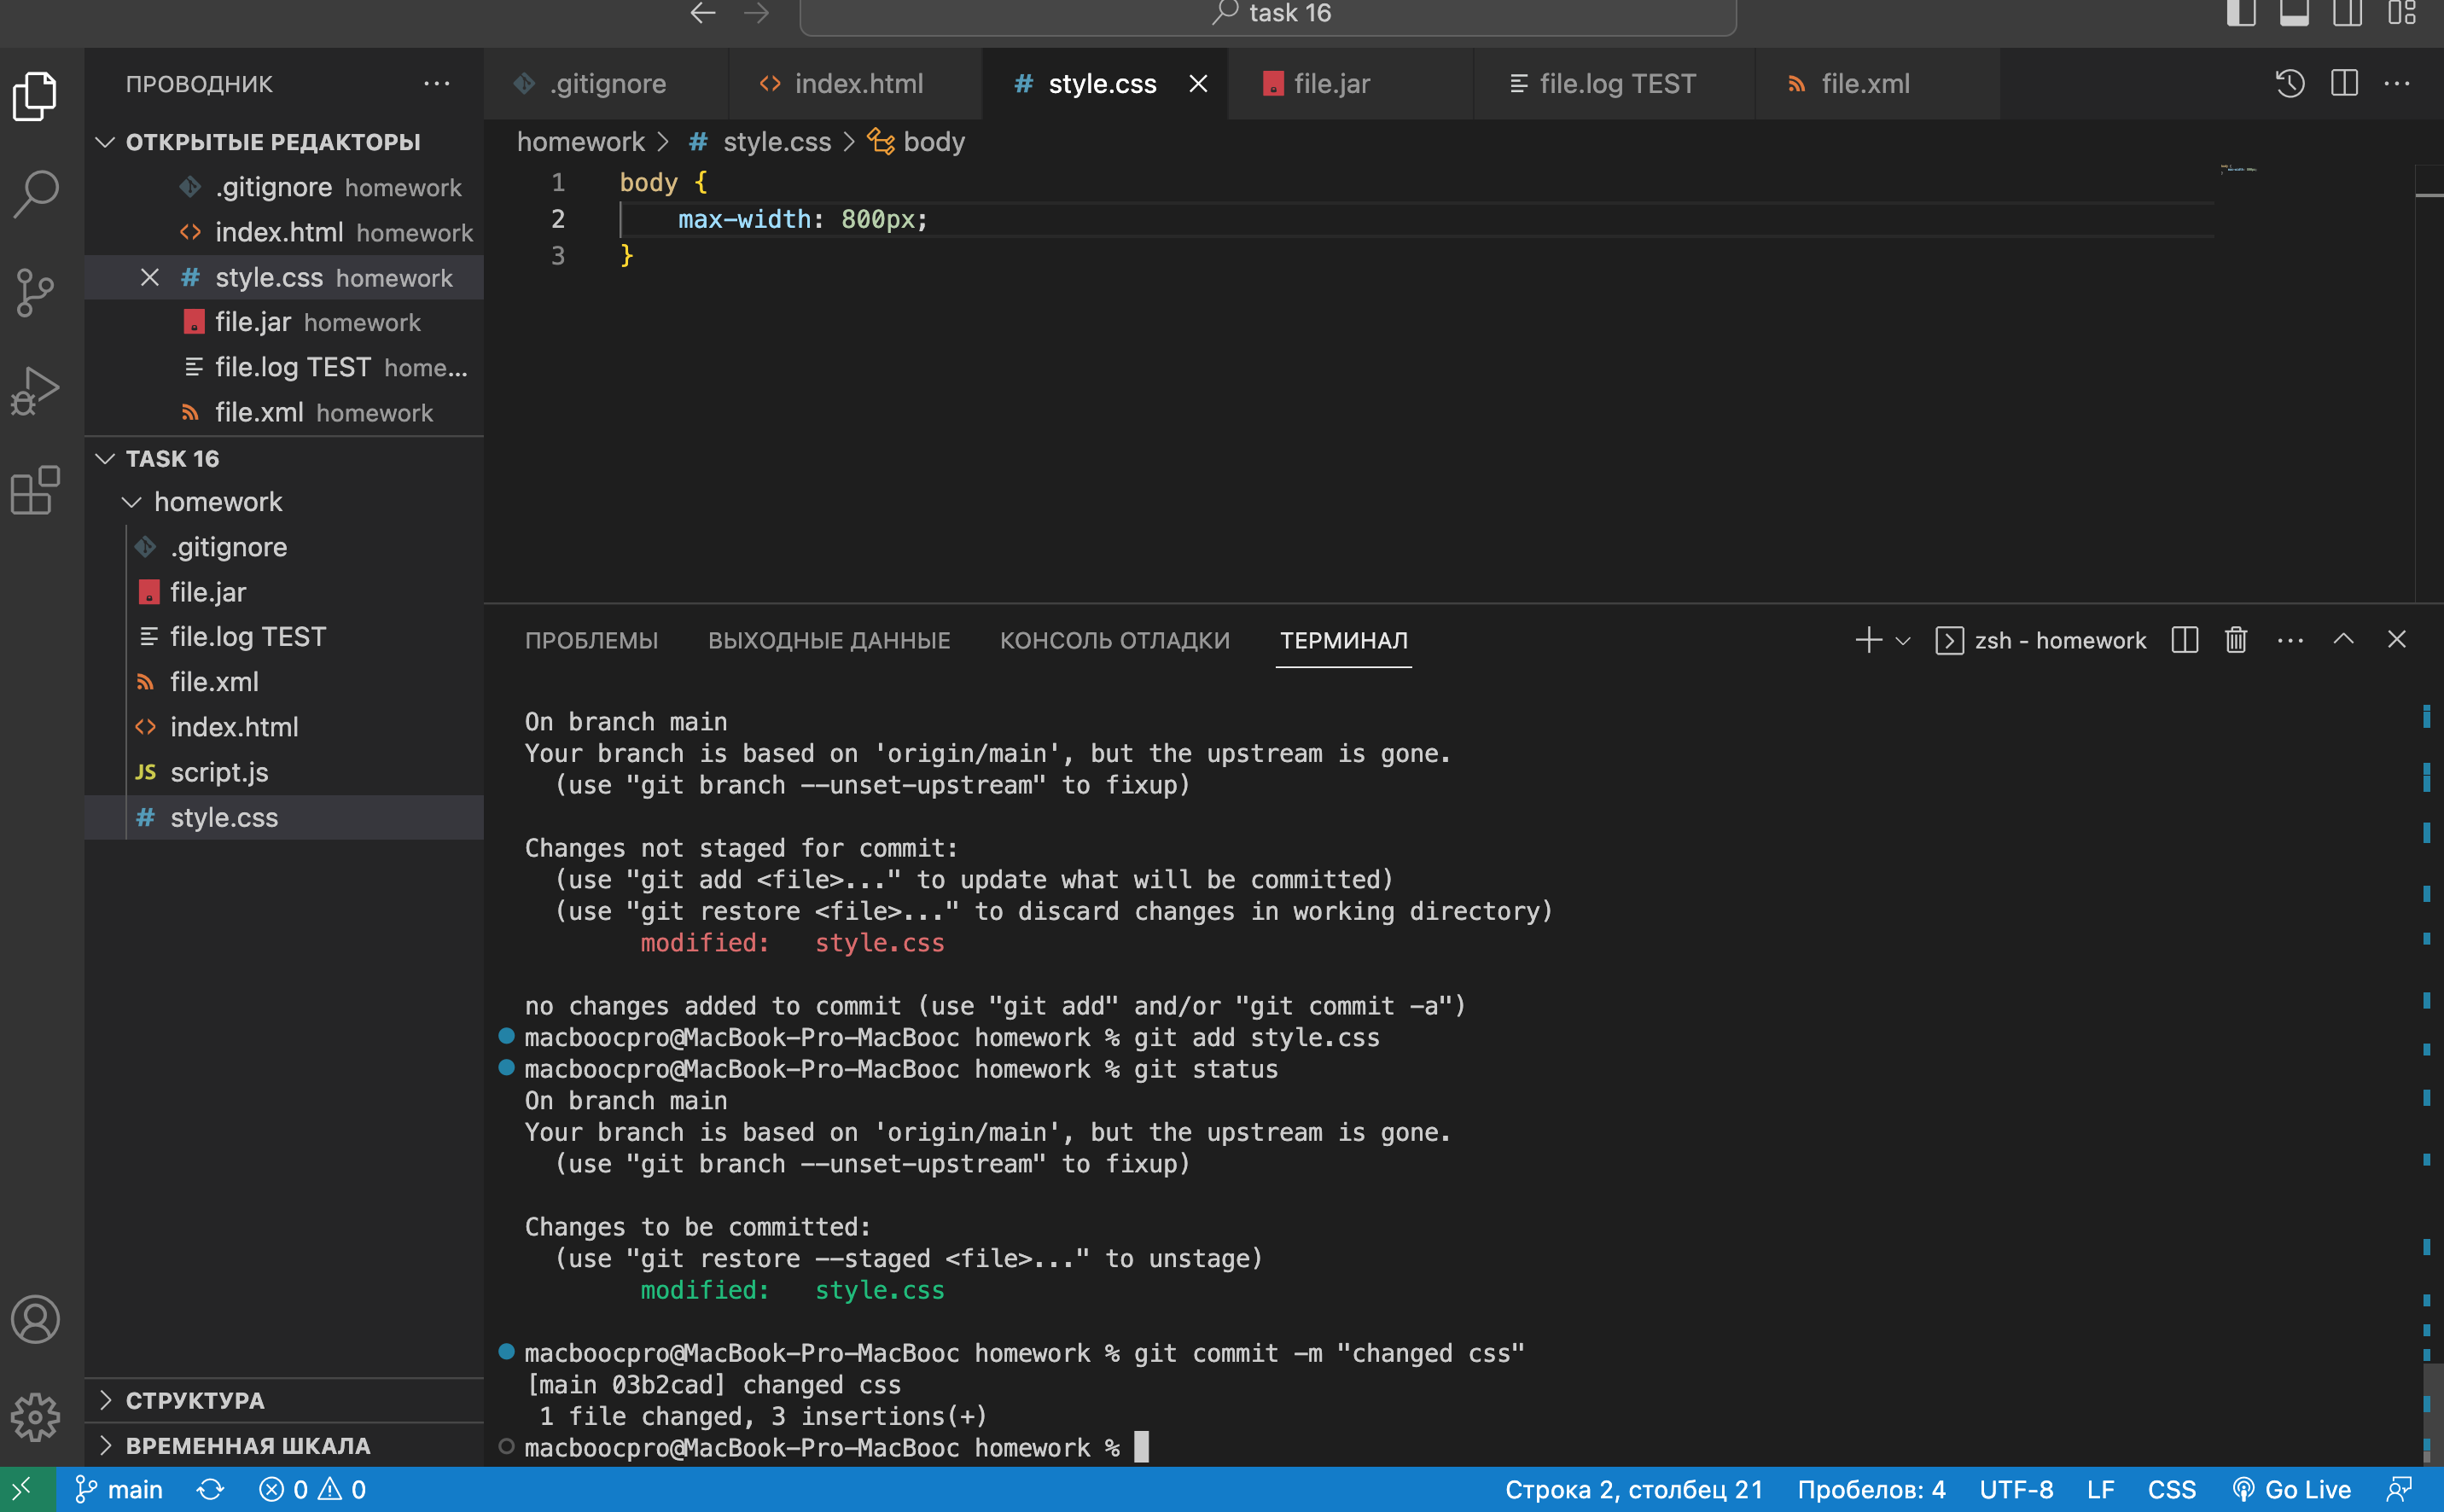 task 16
ПРОВОДНИК
ОТКРЫТЫЕ РЕДАКТОРЫ
.gitignore homework
index.html homework
style.css homework
file.jar homework
file.log TEST home...
file.xml homework
TASK 16
homework
.gitignore
file.jar
file.log TEST
file.xml
index.html
JS script.js
# style.css
СТРУКТУРА
ВРЕМЕННАЯ ШКАЛА
.gitignore index.html # style.css file.jar file.log TEST file.xml
homework > # style.css > body
1 body {
2 max-width: 800px;
3 }
ПРОБЛЕМЫ ВЫХОДНЫЕ ДАННЫЕ КОНСОЛЬ ОТЛАДКИ ТЕРМИНАЛ zsh - homework
On branch main
Your branch is based on 'origin/main', but the upstream is gone.
(use "git branch --unset-upstream" to fixup)
Changes not staged for commit:
(use "git add <file>..." to update what will be committed)
(use "git restore <file>..." to discard changes in working directory)
modified: style.css
no changes added to commit (use "git add" and/or "git commit -a")
macboocpro@MacBook-Pro-MacBooc homework % git add style.css
macboocpro@MacBook-Pro-MacBooc homework % git status
On branch main
Your branch is based on 'origin/main', but the upstream is gone.
(use "git branch --unset-upstream" to fixup)
Changes to be committed:
(use "git restore --staged <file>..." to unstage)
modified: style.css
macboocpro@MacBook-Pro-MacBooc homework % git commit -m "changed css"
[main 03b2cad] changed css
1 file changed, 3 insertions(+)
macboocpro@MacBook-Pro-MacBooc homework %
main 0 0 Строка 2, столбец 21 Пробелов: 4 UTF-8 LF CSS Go Live